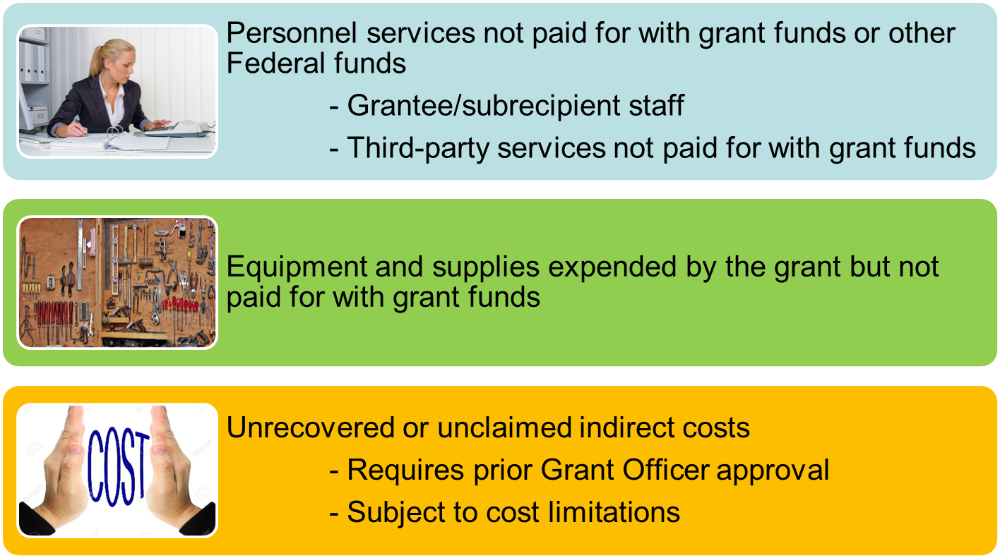 Personnel services not paid for with grant funds or other
Federal funds
- Grantee/subrecipient staff
- Third-party services not paid for with grant funds
Equipment and supplies expended by the grant but not
paid for with grant funds
COST
Unrecovered or unclaimed indirect costs
- Requires prior Grant Officer approval
- Subject to cost limitations